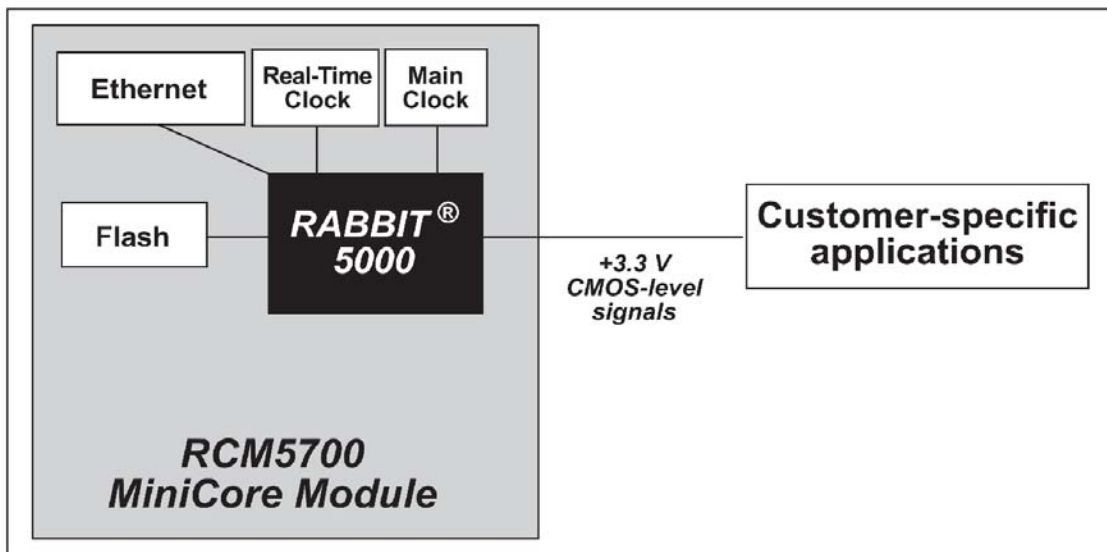 Ethernet
Real-Time
Clock
Main
Clock
Flash
RABBIT ®
5000
+3.3 V
CMOS-level
signals
Customer-specific
applications
RCM5700
MiniCore Module